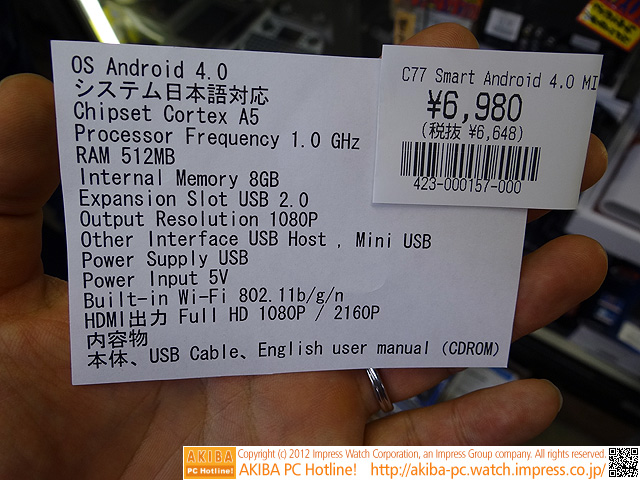 OS Android 4.0
システム日本語対応
Chipset Cortex A5
Processor Frequency 1.0 GHz
RAM 512MB
Internal Memory 8GB
Expansion Slot USB 2.0
Output Resolution 1080P
Other Interface USB Host , Mini USB
Power Supply USB
Power Input 5V
Built-in Wi-Fi 802.11b/g/n
HDMI出力 Full HD 1080P / 2160P
内容物
本体、USB Cable、English user manual (CDROM)
C77 Smart Android 4.0 MI
¥6,980
(税抜 ¥6,648)
423-000157-000
AKIBA
PC Hotline!
Copyright (c) 2012 Impress Watch Corporation, an Impress Group company. All rights reserved.
AKIBA PC Hotline! http://akiba-pc.watch.impress.co.jp/